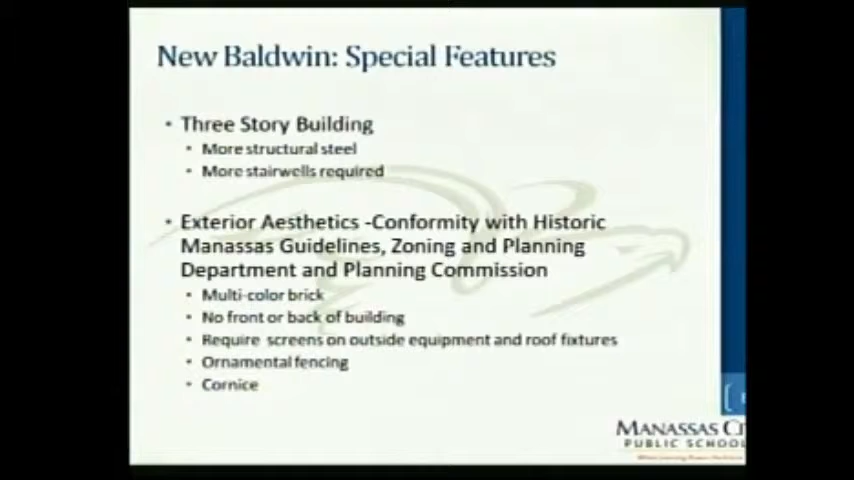 New Baldwin: Special Features
• Three Story Building
• More structural steel
• More stairwells required
• Exterior Aesthetics -Conformity with Historic
Manassas Guidelines, Zoning and Planning
Department and Planning Commission
• Multi-color brick
• No front or back of building
• Require screens on outside equipment and roof fixtures
• Ornamental fencing
• Cornice
MANASSAS CI
PUBLIC SCHOOL